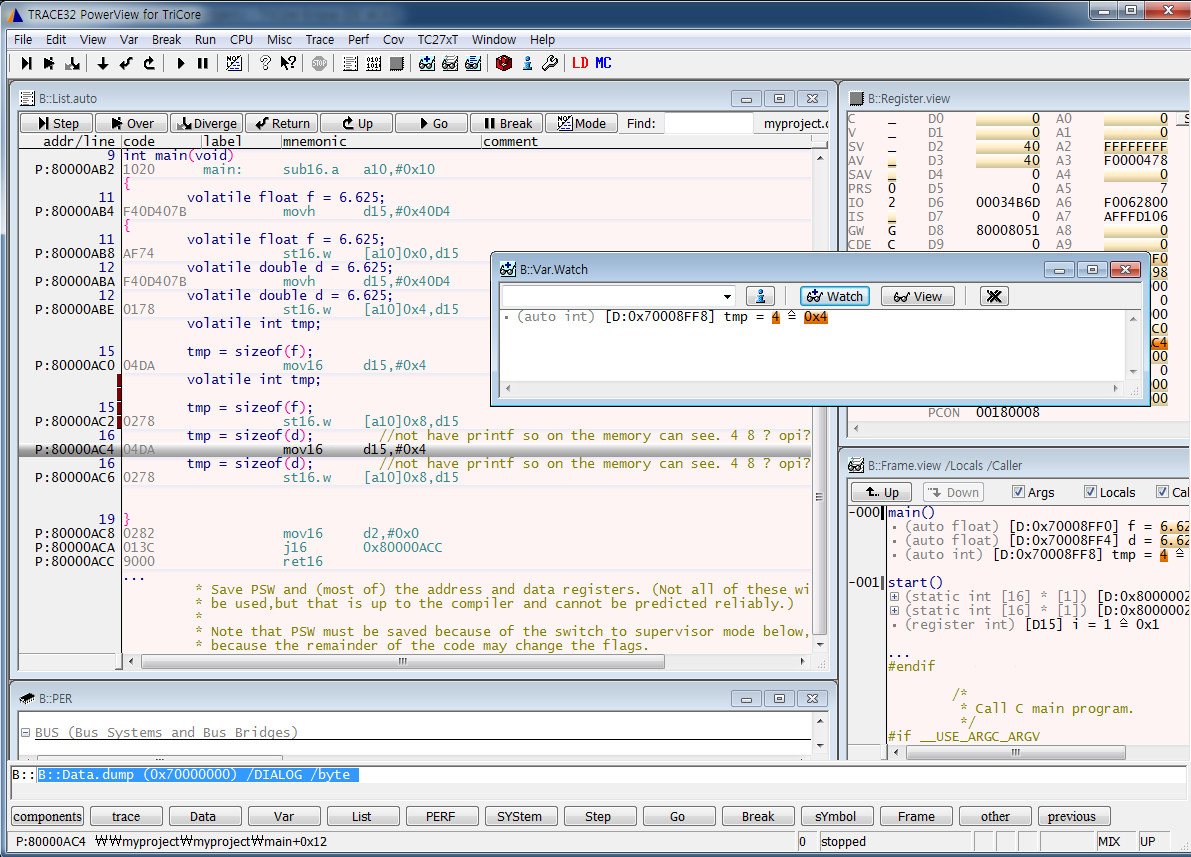 TRACE32 PowerView for TriCore
File Edit View Var Break Run CPU Misc Trace Perf Cov TC27xT Window Help
LD MC
B::List.auto
Step Over Diverge Return Up Go Break Mode Find: myproject.c
addr/line code label mnemonic comment
9 int main(void)
P:80000AB2 1020 main: sub16.a a10,#0x10
{
11 volatile float f = 6.625;
P:80000AB4 F40D407B movh d15,#0x40D4
{
11 volatile float f = 6.625;
P:80000AB8 AF74 st16.w [a10]0x0,d15
12 volatile double d = 6.625;
P:80000ABA F40D407B movh d15,#0x40D4
12 volatile double d = 6.625;
P:80000ABE 0178 st16.w [a10]0x4,d15
volatile int tmp;
15 tmp = sizeof(f);
P:80000AC0 04DA mov16 d15,#0x4
volatile int tmp;
15 tmp = sizeof(f);
P:80000AC2 0278 st16.w [a10]0x8,d15
16 tmp = sizeof(d); //not have printf so on the memory can see. 4 8 ? opi?
P:80000AC4 04DA mov16 d15,#0x4
16 tmp = sizeof(d); //not have printf so on the memory can see. 4 8 ? opi?
P:80000AC6 0278 st16.w [a10]0x8,d15
19 }
P:80000AC8 0282 mov16 d2,#0x0
P:80000ACA 013C j16 0x80000ACC
P:80000ACC 9000 ret16
...
* Save PSW and (most of) the address and data registers. (Not all of these wi
* be used,but that is up to the compiler and cannot be predicted reliably.)
*
* Note that PSW must be saved because of the switch to supervisor mode below,
* because the remainder of the code may change the flags.
B::Register.view
C _ D0 0 A0 0 S
V _ D1 0 A1 0
SV _ D2 40 A2 FFFFFFFF
AV _ D3 40 A3 F0000478
SAV _ D4 0 A4 0
PRS 0 D5 0 A5 7
IO 2 D6 00034B6D A6 F0062800
IS _ D7 0 A7 AFFFD106
GW G D8 80008051 A8 0
CDE C D9 0 A9 0
F0
98
00
0
00
C0
C4
00
0
00
00
PCON 00180008
B::Var.Watch
Watch View
(auto int) [D:0x70008FF8] tmp = 4 ≙ 0x4
B::Frame.view /Locals /Caller
Up Down Args Locals Cal
-000 main()
(auto float) [D:0x70008FF0] f = 6.62
(auto float) [D:0x70008FF4] d = 6.62
(auto int) [D:0x70008FF8] tmp = 4 ≙
-001 start()
(static int [16] * [1]) [D:0x8000002
(static int [16] * [1]) [D:0x8000002
(register int) [D15] i = 1 ≙ 0x1
...
#endif
/*
* Call C main program.
*/
#if __USE_ARGC_ARGV
B::PER
BUS (Bus Systems and Bus Bridges)
B::B::Data.dump (0x70000000) /DIALOG /byte
components trace Data Var List PERF SYStem Step Go Break sYmbol Frame other previous
P:80000AC4 ₩₩myproject₩myproject₩main+0x12 0 stopped MIX UP